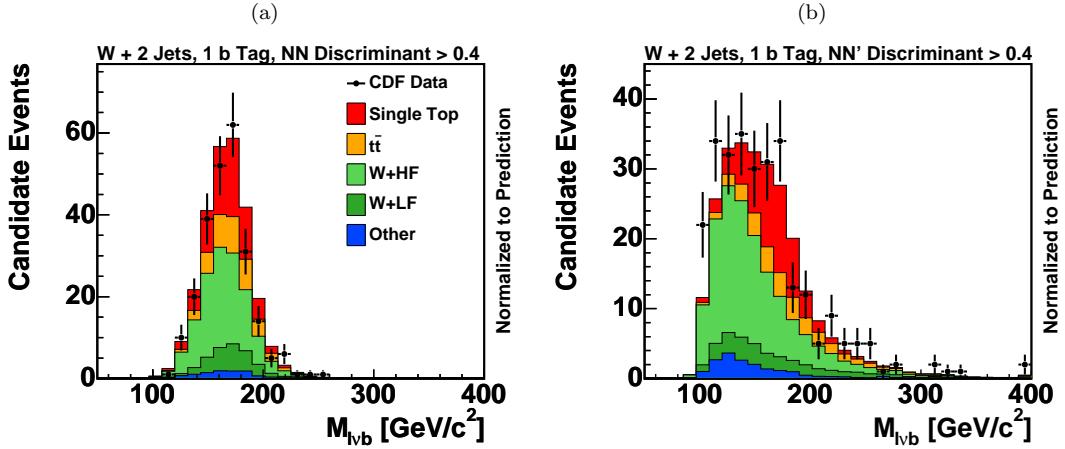 (a)
W + 2 Jets, 1 b Tag, NN Discriminant > 0.4
Candidate Events
60
40
20
0
100
200
300
400
M_lνb [GeV/c²]
Normalized to Prediction
CDF Data
Single Top
tt̄
W+HF
W+LF
Other
(b)
W + 2 Jets, 1 b Tag, NN' Discriminant > 0.4
Candidate Events
40
30
20
10
0
100
200
300
400
M_lνb [GeV/c²]
Normalized to Prediction